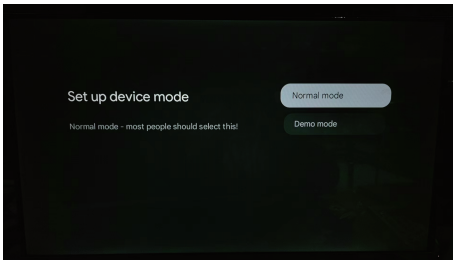 Set up device mode
Normal mode - most people should select this!
Normal mode
Demo mode